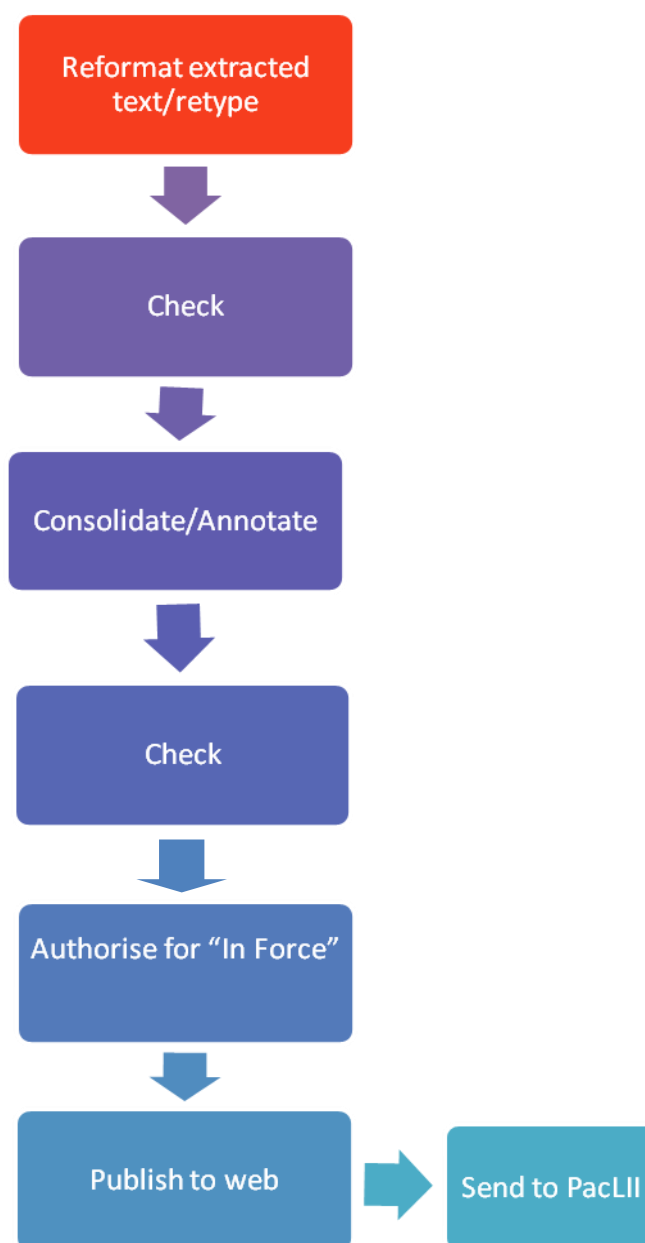 Reformat extracted
text/retype
Check
Consolidate/Annotate
Check
Authorise for “In Force”
Publish to web
Send to PacLII